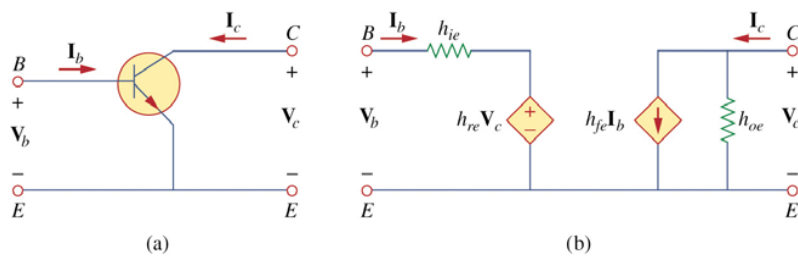 I_c
C
I_b
B
+
+
V_b
V_c
−
−
E
E
(a)
I_b
h_ie
I_c
B
C
+
+
V_b
h_re V_c
+
−
h_fe I_b
h_oe
V_c
−
−
E
E
(b)